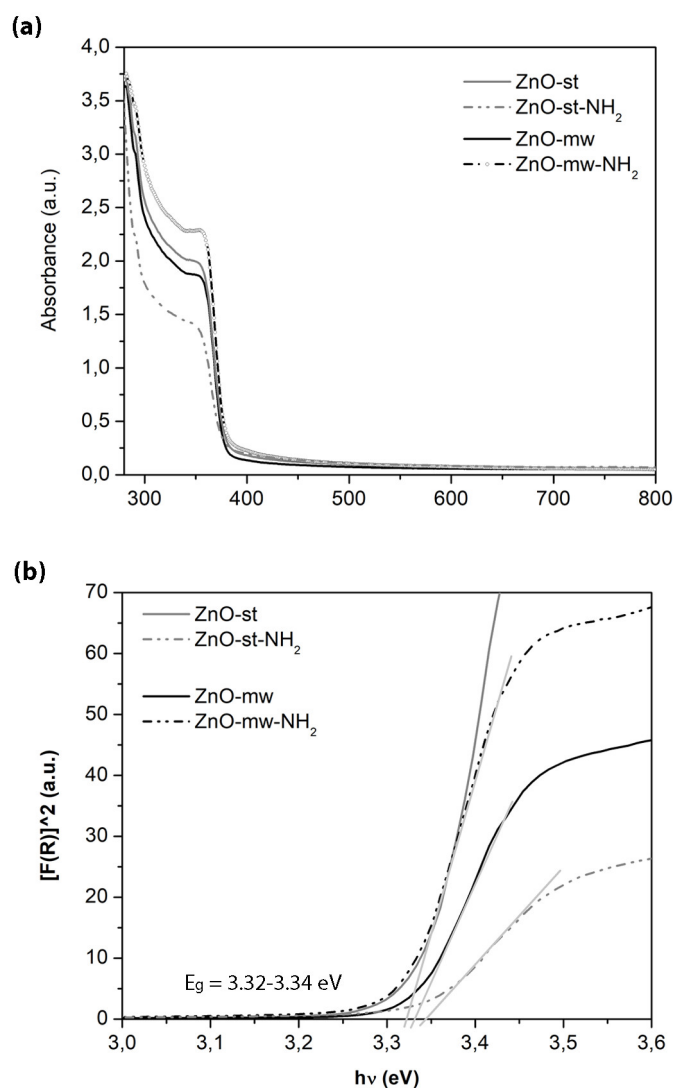 (a)
4,0
3,5
3,0
2,5
2,0
1,5
1,0
0,5
0,0
Absorbance (a.u.)
ZnO-st
ZnO-st-NH₂
ZnO-mw
ZnO-mw-NH₂
300 400 500 600 700 800
(b)
70
60
50
40
30
20
10
0
[F(R)]^2 (a.u.)
ZnO-st
ZnO-st-NH₂
ZnO-mw
ZnO-mw-NH₂
Eg = 3.32-3.34 eV
3,0 3,1 3,2 3,3 3,4 3,5 3,6
hν (eV)